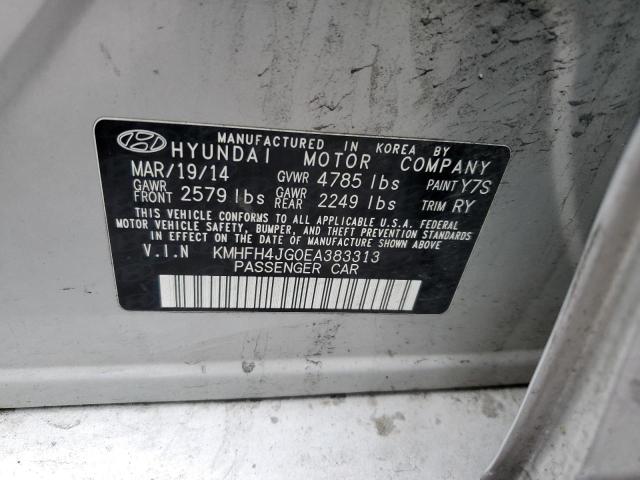 MANUFACTURED IN KOREA BY
HYUNDAI MOTOR COMPANY
MAR/19/14 GVWR 4785 lbs PAINT Y7S
GAWR FRONT 2579 lbs GAWR REAR 2249 lbs TRIM RY
THIS VEHICLE CONFORMS TO ALL APPLICABLE U.S.A. FEDERAL
MOTOR VEHICLE SAFETY, BUMPER, AND THEFT PREVENTION STANDARDS
IN EFFECT ON THE DATE OF MANUFACTURE SHOWN ABOVE.
V.I.N KMHFH4JG0EA383313
PASSENGER CAR